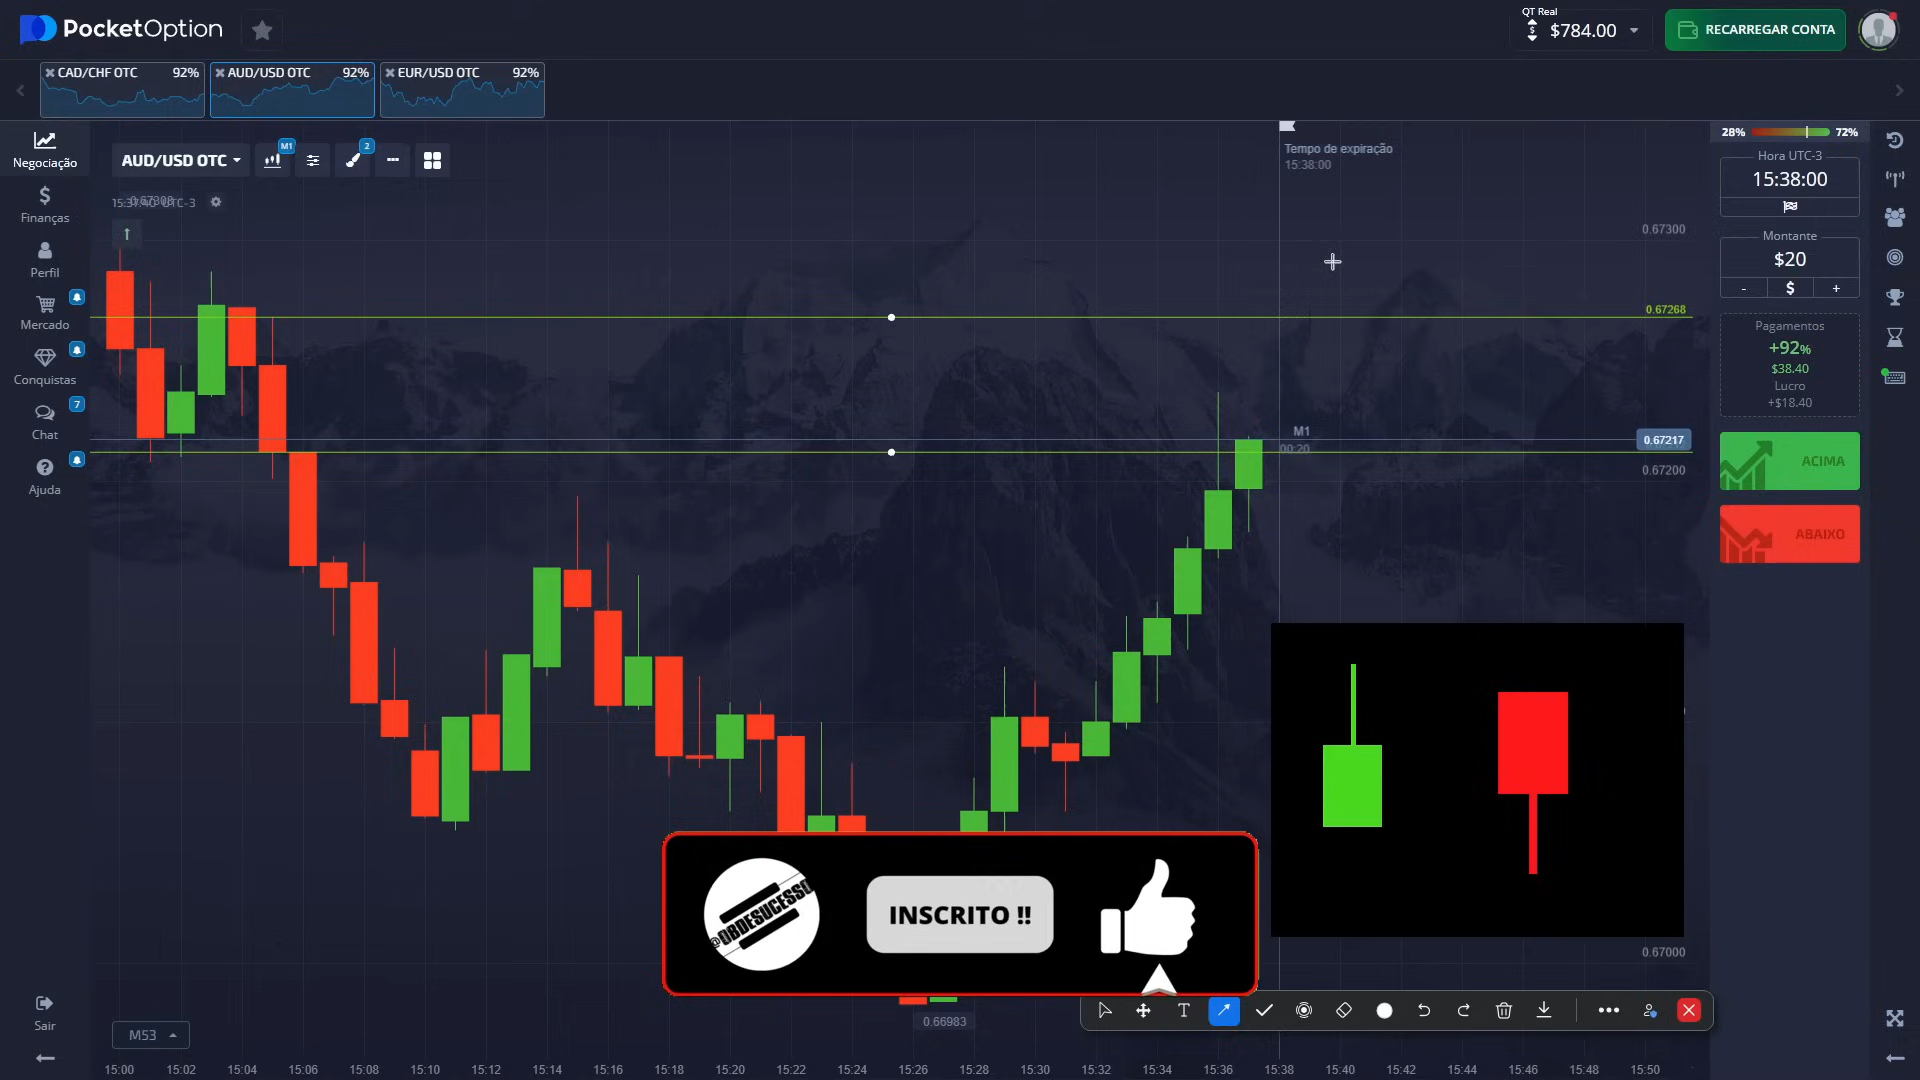 PocketOption
QT Real
$784.00
RECARREGAR CONTA
CAD/CHF OTC 92%
AUD/USD OTC 92%
EUR/USD OTC 92%
Negociação
Finanças
Perfil
Mercado
Conquistas
7
Chat
Ajuda
Sair
AUD/USD OTC
M1
2
Tempo de expiração
15:38:00
0.67300
0.67268
M1
00:20
0.67217
0.67200
0.67000
0.66983
28% 72%
Hora UTC-3
15:38:00
Montante
$20
- $ +
Pagamentos
+92%
$38.40
Lucro
+$18.40
ACIMA
ABAIXO
@OBDESUCESSO
INSCRITO !!
T
M53
15:00 15:02 15:04 15:06 15:08 15:10 15:12 15:14 15:16 15:18 15:20 15:22 15:24 15:26 15:28 15:30 15:32 15:34 15:36 15:38 15:40 15:42 15:44 15:46 15:48 15:50